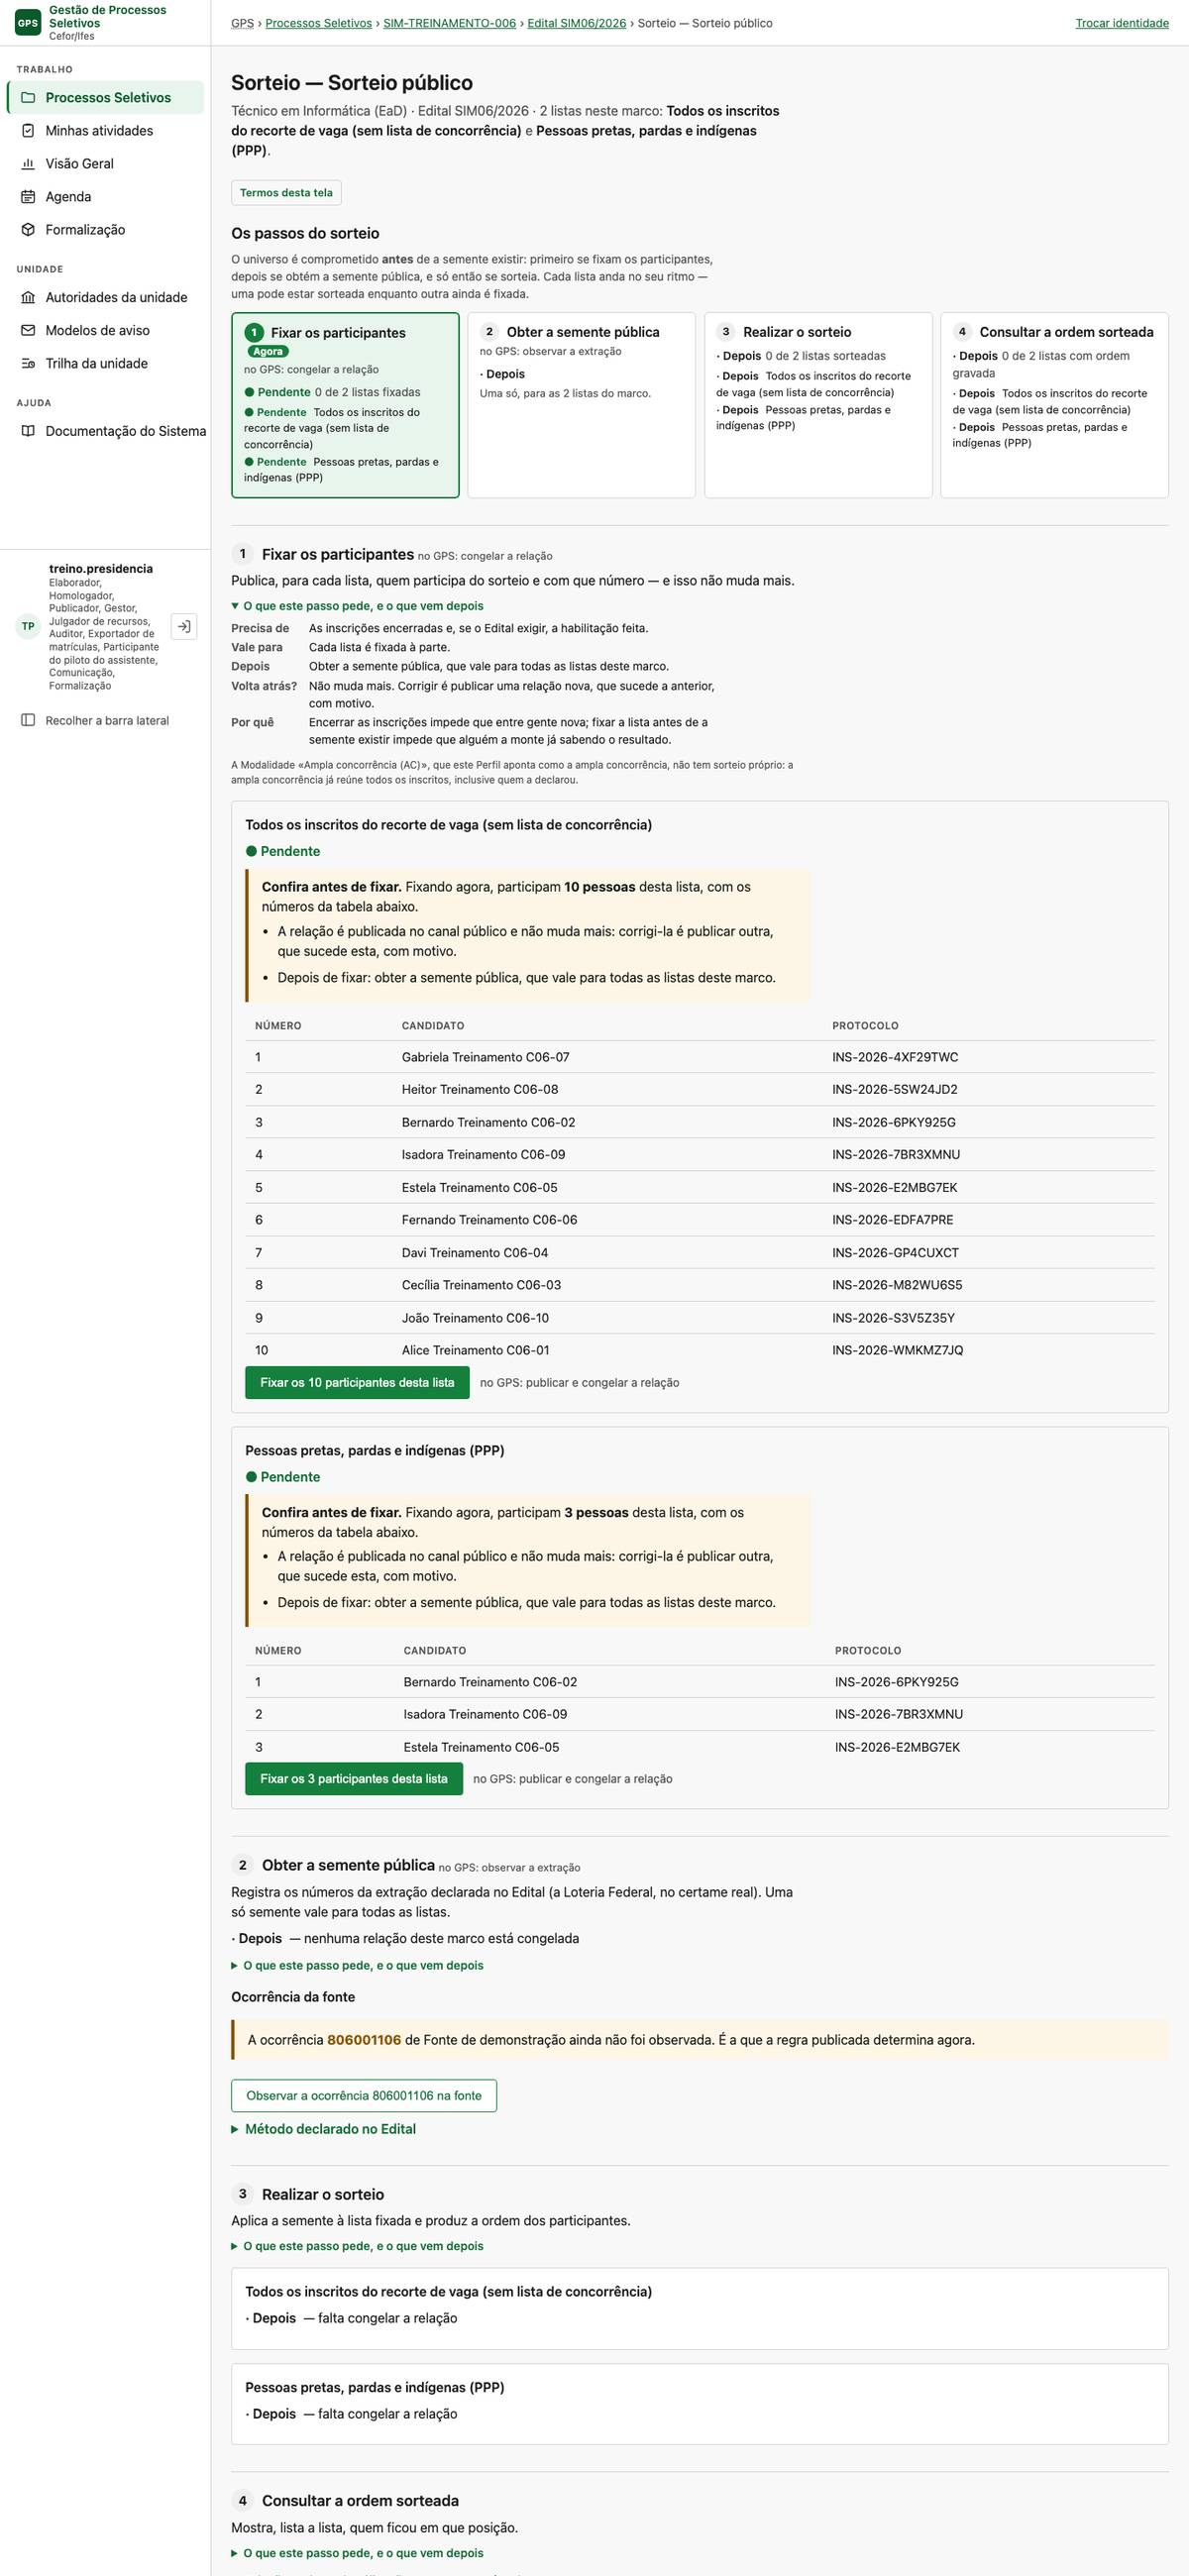 GPS
Gestão de Processos
Seletivos
Cefor/Ifes
GPS › Processos Seletivos › SIM-TREINAMENTO-006 › Edital SIM06/2026 › Sorteio — Sorteio público
Trocar identidade
TRABALHO
Processos Seletivos
Minhas atividades
Visão Geral
Agenda
Formalização
UNIDADE
Autoridades da unidade
Modelos de aviso
Trilha da unidade
AJUDA
Documentação do Sistema
TP
treino.presidencia
Elaborador,
Homologador,
Publicador, Gestor,
Julgador de recursos,
Auditor, Exportador de
matrículas, Participante
do piloto do assistente,
Comunicação,
Formalização
Recolher a barra lateral
Sorteio — Sorteio público
Técnico em Informática (EaD) · Edital SIM06/2026 · 2 listas neste marco: Todos os inscritos
do recorte de vaga (sem lista de concorrência) e Pessoas pretas, pardas e indígenas
(PPP).
Termos desta tela
Os passos do sorteio
O universo é comprometido antes de a semente existir: primeiro se fixam os participantes,
depois se obtém a semente pública, e só então se sorteia. Cada lista anda no seu ritmo —
uma pode estar sorteada enquanto outra ainda é fixada.
1 Fixar os participantes
Agora
no GPS: congelar a relação
● Pendente 0 de 2 listas fixadas
● Pendente Todos os inscritos do
recorte de vaga (sem lista de
concorrência)
● Pendente Pessoas pretas, pardas e
indígenas (PPP)
2 Obter a semente pública
no GPS: observar a extração
· Depois
Uma só, para as 2 listas do marco.
3 Realizar o sorteio
· Depois 0 de 2 listas sorteadas
· Depois Todos os inscritos do recorte
de vaga (sem lista de concorrência)
· Depois Pessoas pretas, pardas e
indígenas (PPP)
4 Consultar a ordem sorteada
· Depois 0 de 2 listas com ordem
gravada
· Depois Todos os inscritos do recorte
de vaga (sem lista de concorrência)
· Depois Pessoas pretas, pardas e
indígenas (PPP)
1 Fixar os participantes no GPS: congelar a relação
Publica, para cada lista, quem participa do sorteio e com que número — e isso não muda mais.
▼ O que este passo pede, e o que vem depois
Precisa de As inscrições encerradas e, se o Edital exigir, a habilitação feita.
Vale para Cada lista é fixada à parte.
Depois Obter a semente pública, que vale para todas as listas deste marco.
Volta atrás? Não muda mais. Corrigir é publicar uma relação nova, que sucede a anterior,
com motivo.
Por quê Encerrar as inscrições impede que entre gente nova; fixar a lista antes de a
semente existir impede que alguém a monte já sabendo o resultado.
A Modalidade «Ampla concorrência (AC)», que este Perfil aponta como a ampla concorrência, não tem sorteio próprio: a
ampla concorrência já reúne todos os inscritos, inclusive quem a declarou.
Todos os inscritos do recorte de vaga (sem lista de concorrência)
● Pendente
Confira antes de fixar. Fixando agora, participam 10 pessoas desta lista, com os
números da tabela abaixo.
• A relação é publicada no canal público e não muda mais: corrigi-la é publicar outra,
que sucede esta, com motivo.
• Depois de fixar: obter a semente pública, que vale para todas as listas deste marco.
NÚMERO CANDIDATO PROTOCOLO
1 Gabriela Treinamento C06-07 INS-2026-4XF29TWC
2 Heitor Treinamento C06-08 INS-2026-5SW24JD2
3 Bernardo Treinamento C06-02 INS-2026-6PKY925G
4 Isadora Treinamento C06-09 INS-2026-7BR3XMNU
5 Estela Treinamento C06-05 INS-2026-E2MBG7EK
6 Fernando Treinamento C06-06 INS-2026-EDFA7PRE
7 Davi Treinamento C06-04 INS-2026-GP4CUXCT
8 Cecília Treinamento C06-03 INS-2026-M82WU6S5
9 João Treinamento C06-10 INS-2026-S3V5Z35Y
10 Alice Treinamento C06-01 INS-2026-WMKMZ7JQ
Fixar os 10 participantes desta lista no GPS: publicar e congelar a relação
Pessoas pretas, pardas e indígenas (PPP)
● Pendente
Confira antes de fixar. Fixando agora, participam 3 pessoas desta lista, com os
números da tabela abaixo.
• A relação é publicada no canal público e não muda mais: corrigi-la é publicar outra,
que sucede esta, com motivo.
• Depois de fixar: obter a semente pública, que vale para todas as listas deste marco.
NÚMERO CANDIDATO PROTOCOLO
1 Bernardo Treinamento C06-02 INS-2026-6PKY925G
2 Isadora Treinamento C06-09 INS-2026-7BR3XMNU
3 Estela Treinamento C06-05 INS-2026-E2MBG7EK
Fixar os 3 participantes desta lista no GPS: publicar e congelar a relação
2 Obter a semente pública no GPS: observar a extração
Registra os números da extração declarada no Edital (a Loteria Federal, no certame real). Uma
só semente vale para todas as listas.
· Depois — nenhuma relação deste marco está congelada
▶ O que este passo pede, e o que vem depois
Ocorrência da fonte
A ocorrência 806001106 de Fonte de demonstração ainda não foi observada. É a que a regra publicada determina agora.
Observar a ocorrência 806001106 na fonte
▶ Método declarado no Edital
3 Realizar o sorteio
Aplica a semente à lista fixada e produz a ordem dos participantes.
▶ O que este passo pede, e o que vem depois
Todos os inscritos do recorte de vaga (sem lista de concorrência)
· Depois — falta congelar a relação
Pessoas pretas, pardas e indígenas (PPP)
· Depois — falta congelar a relação
4 Consultar a ordem sorteada
Mostra, lista a lista, quem ficou em que posição.
▶ O que este passo pede, e o que vem depois